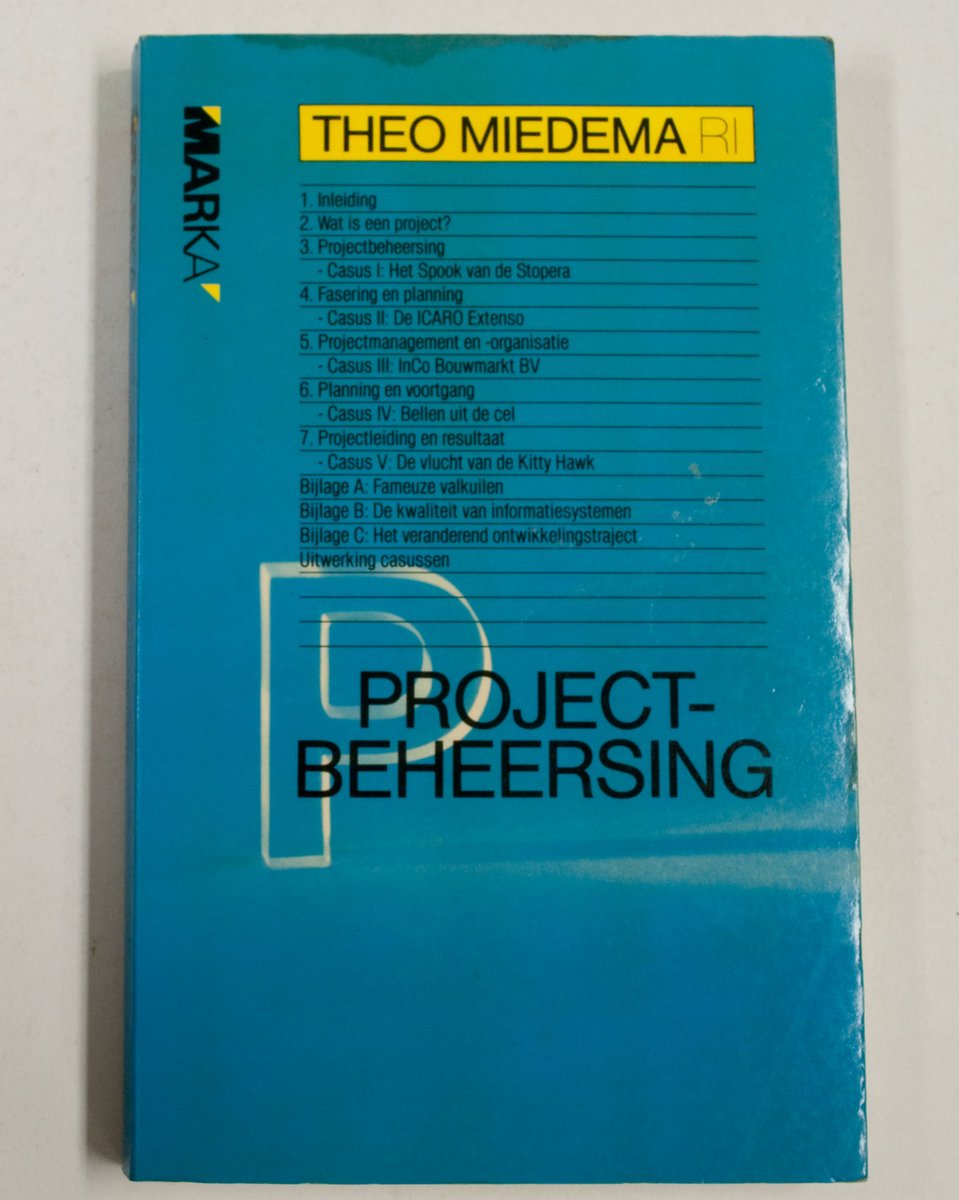 MARKA
THEO MIEDEMA RI
1. Inleiding
2. Wat is een project?
3. Projectbeheersing
- Casus I: Het Spook van de Stopera
4. Fasering en planning
- Casus II: De ICARO Extenso
5. Projectmanagement en -organisatie
- Casus III: InCo Bouwmarkt BV
6. Planning en voortgang
- Casus IV: Bellen uit de cel
7. Projectleiding en resultaat
- Casus V: De vlucht van de Kitty Hawk
Bijlage A: Fameuze valkuilen
Bijlage B: De kwaliteit van informatiesystemen
Bijlage C: Het veranderend ontwikkelingstraject
Uitwerking casussen
P
PROJECT-
BEHEERSING